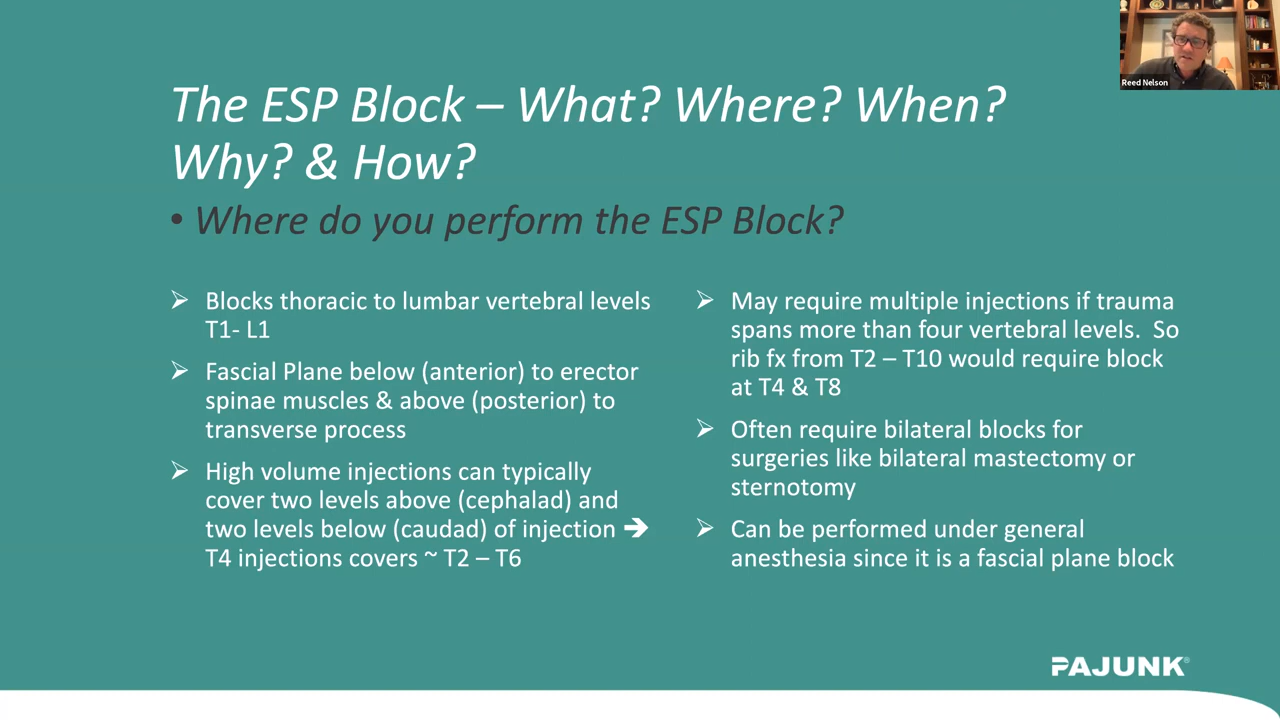 Reed Nelson
The ESP Block – What? Where? When?
Why? & How?
• Where do you perform the ESP Block?
➢ Blocks thoracic to lumbar vertebral levels
T1- L1
➢ Fascial Plane below (anterior) to erector
spinae muscles & above (posterior) to
transverse process
➢ High volume injections can typically
cover two levels above (cephalad) and
two levels below (caudad) of injection ➔
T4 injections covers ~ T2 – T6
➢ May require multiple injections if trauma
spans more than four vertebral levels. So
rib fx from T2 – T10 would require block
at T4 & T8
➢ Often require bilateral blocks for
surgeries like bilateral mastectomy or
sternotomy
➢ Can be performed under general
anesthesia since it is a fascial plane block
PAJUNK®